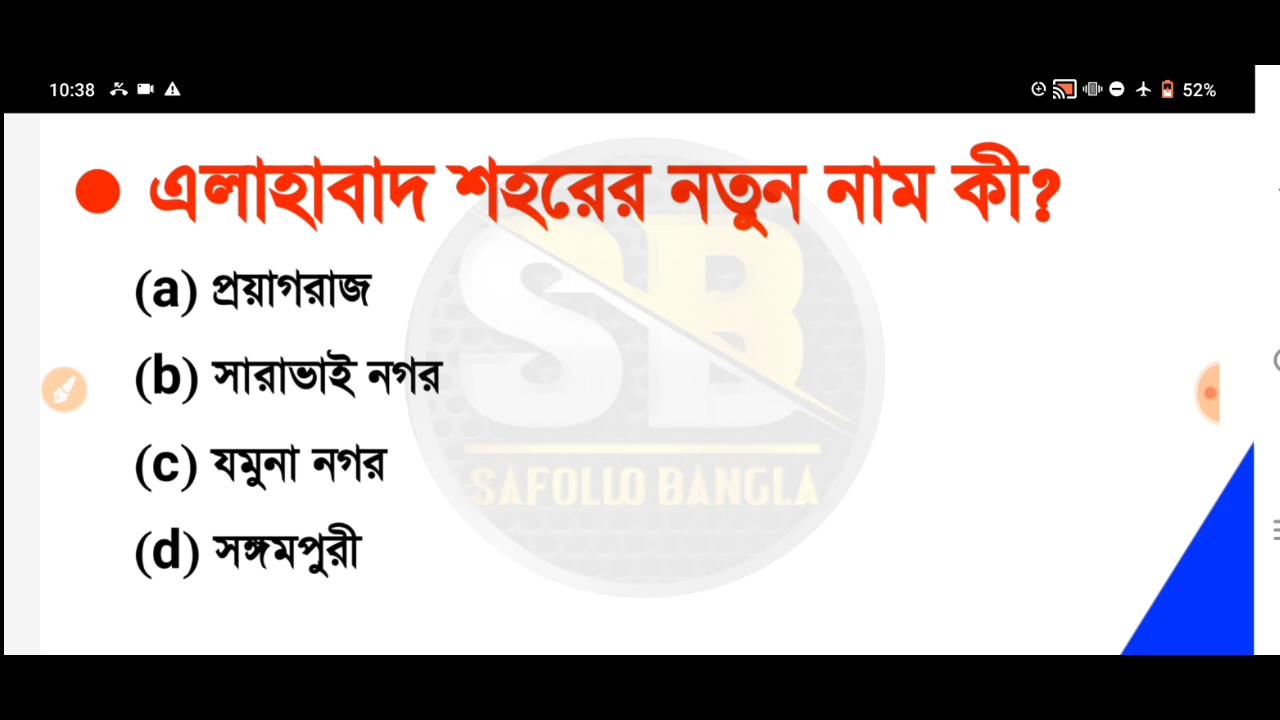 10:38 52%
এলাহাবাদ শহরের নতুন নাম কী?
(a) প্রয়াগরাজ
(b) সারাভাই নগর
(c) যমুনা নগর
(d) সঙ্গমপুরী
SB
SAFOLLO BANGLA